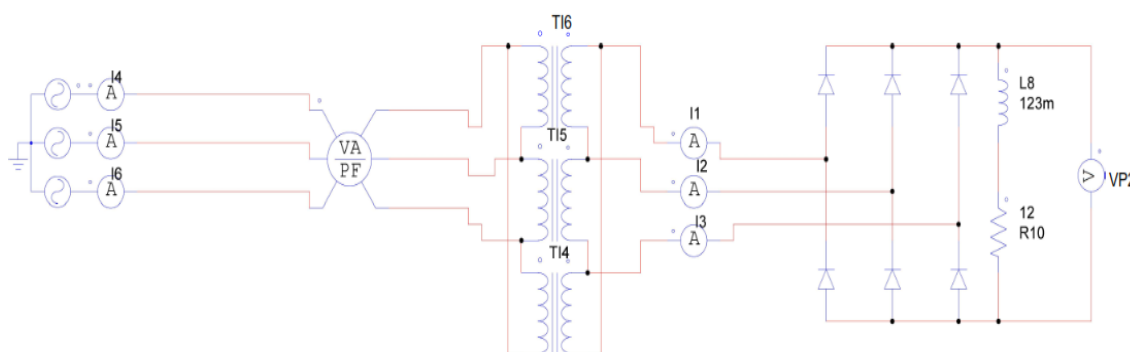 TI6
I4
A
I5
A
I6
A
VA
PF
TI5
TI4
I1
A
I2
A
I3
A
L8
123m
12
R10
V
VP2